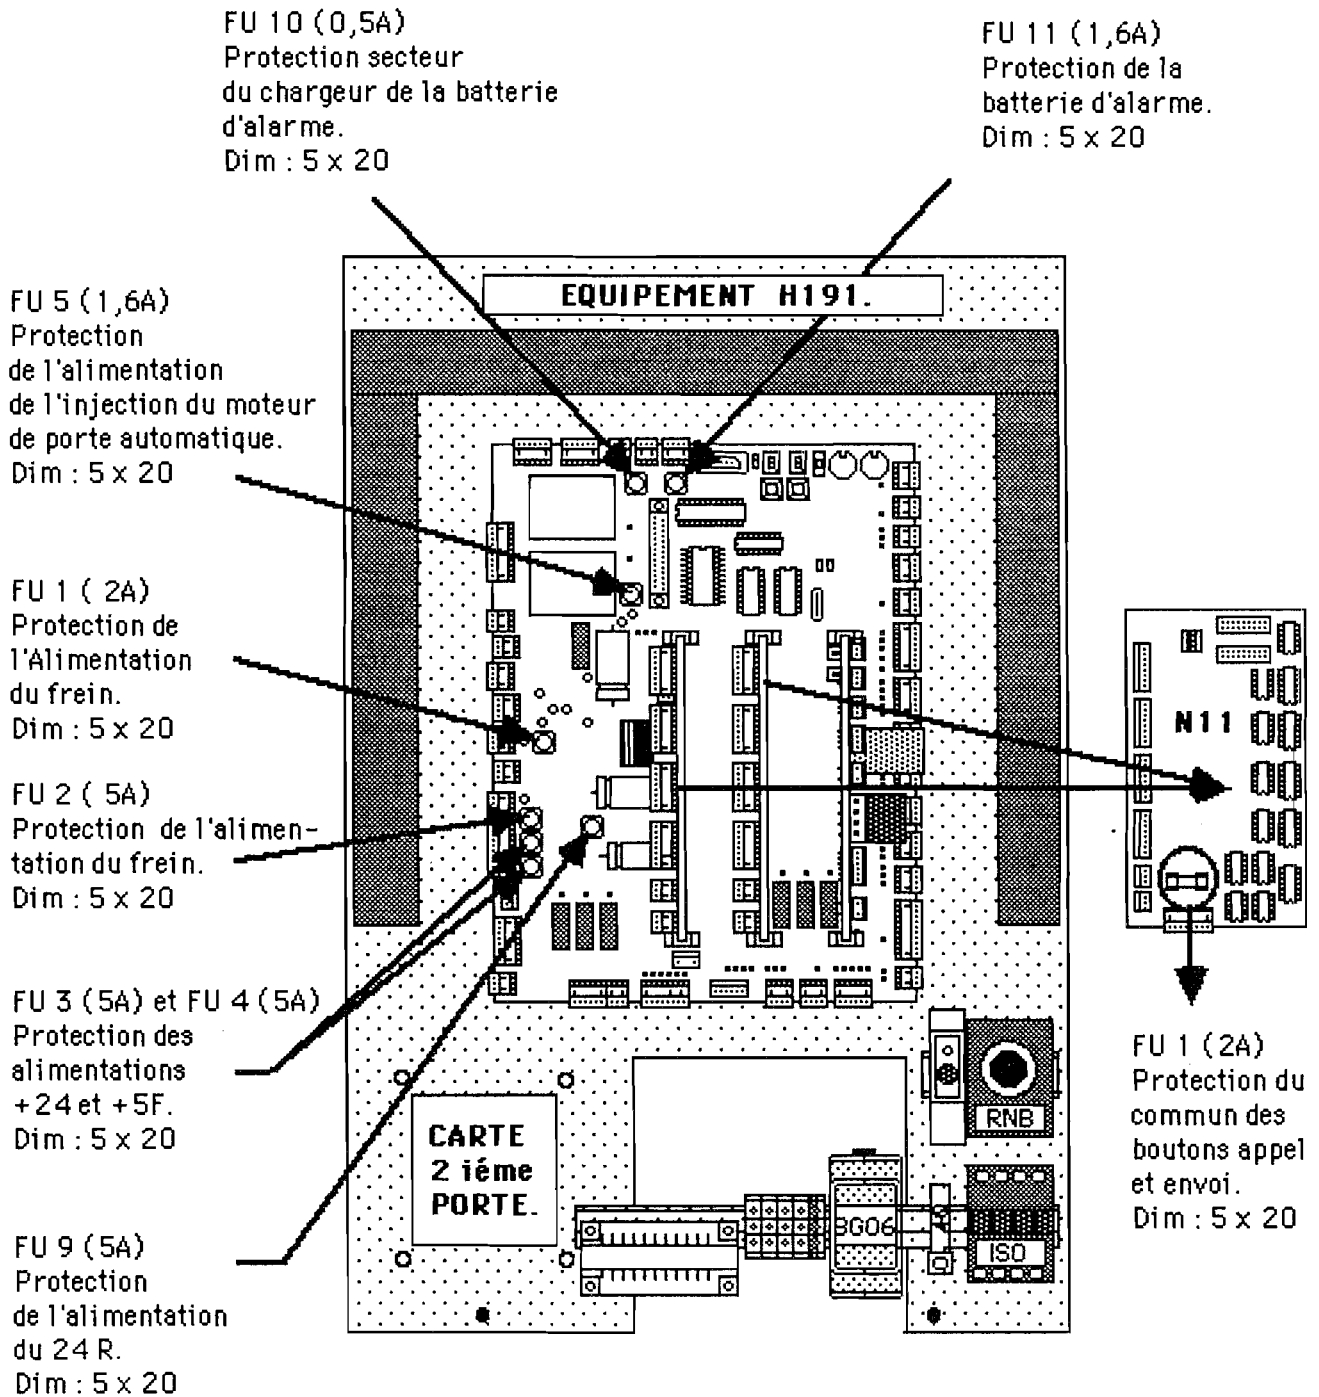 FU 10 (0,5A)
Protection secteur
du chargeur de la batterie
d'alarme.
Dim : 5 x 20
FU 11 (1,6A)
Protection de la
batterie d'alarme.
Dim : 5 x 20
EQUIPEMENT H191.
FU 5 (1,6A)
Protection
de l'alimentation
de l'injection du moteur
de porte automatique.
Dim : 5 x 20
FU 1 ( 2A)
Protection de
l'Alimentation
du frein.
Dim : 5 x 20
FU 2 ( 5A)
Protection de l'alimen-
tation du frein.
Dim : 5 x 20
FU 3 (5A) et FU 4 (5A)
Protection des
alimentations
+24 et +5F.
Dim : 5 x 20
FU 9 (5A)
Protection
de l'alimentation
du 24 R.
Dim : 5 x 20
N11
FU 1 (2A)
Protection du
commun des
boutons appel
et envoi.
Dim : 5 x 20
CARTE
2 iéme
PORTE.
RNB
BG06
ISO